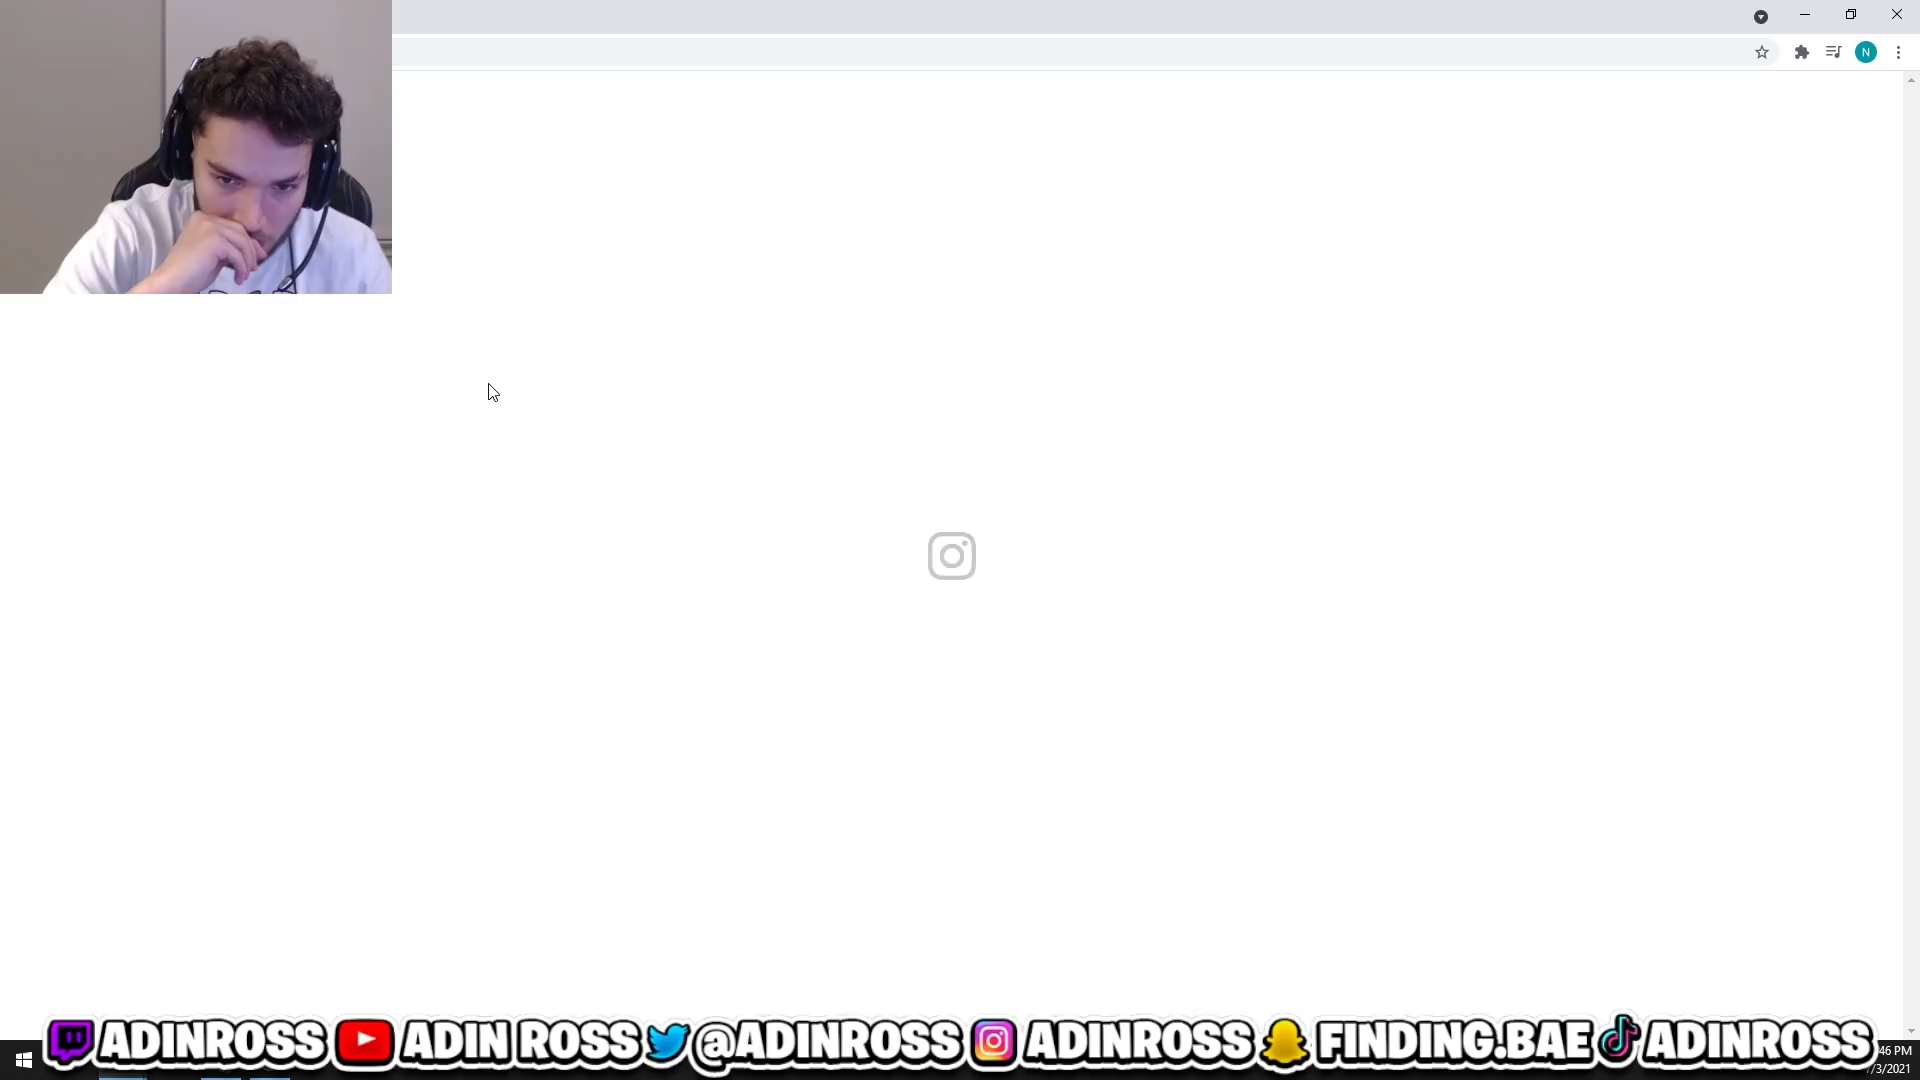 N
ADINROSS ADIN ROSS @ADINROSS ADINROSS FINDING.BAE ADINROSS
46 PM
/3/2021